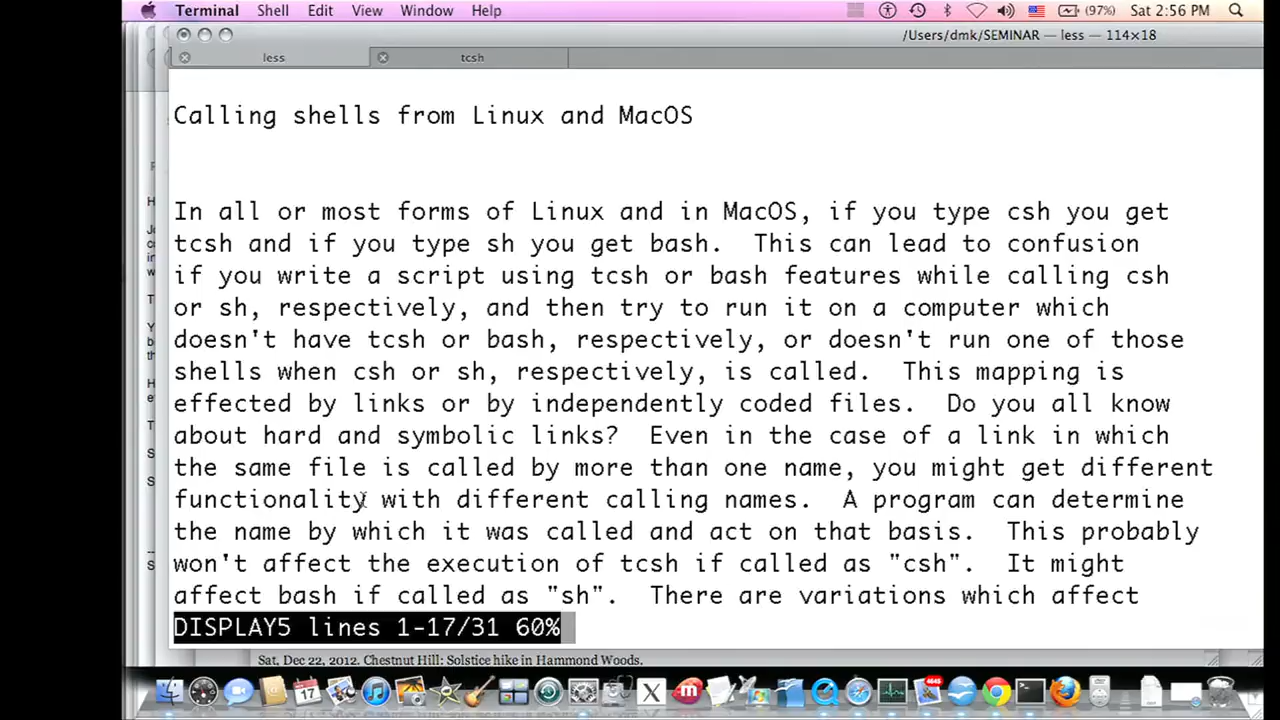 Terminal Shell Edit View Window Help (97%) Sat 2:56 PM
/Users/dmk/SEMINAR — less — 114×18
less tcsh
Calling shells from Linux and MacOS
In all or most forms of Linux and in MacOS, if you type csh you get
tcsh and if you type sh you get bash. This can lead to confusion
if you write a script using tcsh or bash features while calling csh
or sh, respectively, and then try to run it on a computer which
doesn't have tcsh or bash, respectively, or doesn't run one of those
shells when csh or sh, respectively, is called. This mapping is
effected by links or by independently coded files. Do you all know
about hard and symbolic links? Even in the case of a link in which
the same file is called by more than one name, you might get different
functionality with different calling names. A program can determine
the name by which it was called and act on that basis. This probably
won't affect the execution of tcsh if called as "csh". It might
affect bash if called as "sh". There are variations which affect
DISPLAY5 lines 1-17/31 60%
Sat, Dec 22, 2012. Chestnut Hill: Solstice hike in Hammond Woods.
17
4645